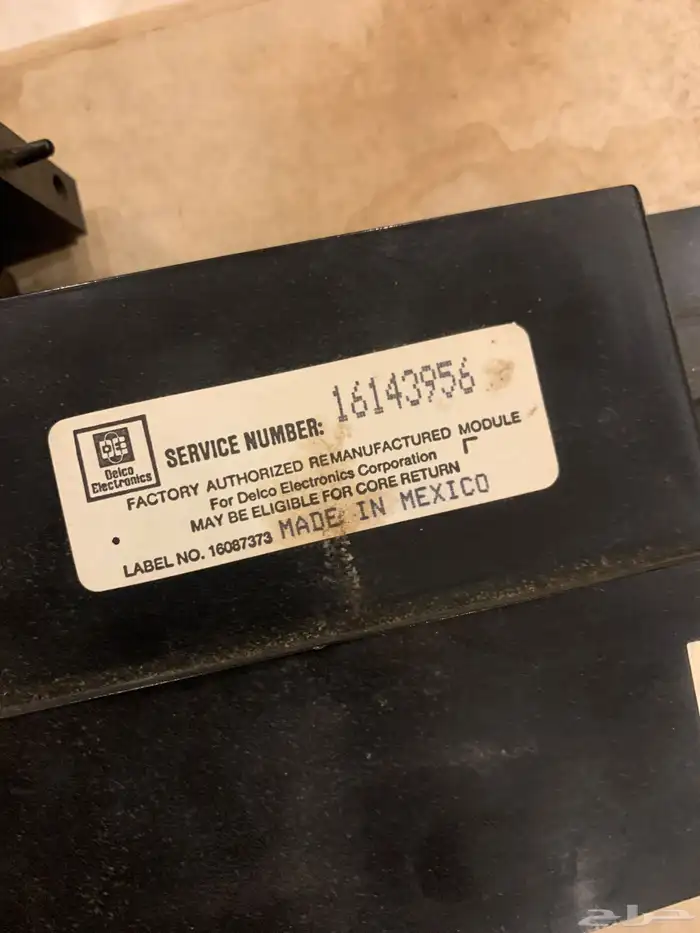 Delco
Electronics
SERVICE NUMBER: 16143956
FACTORY AUTHORIZED REMANUFACTURED MODULE
For Delco Electronics Corporation
MAY BE ELIGIBLE FOR CORE RETURN
LABEL NO. 16087373 MADE IN MEXICO
حراج